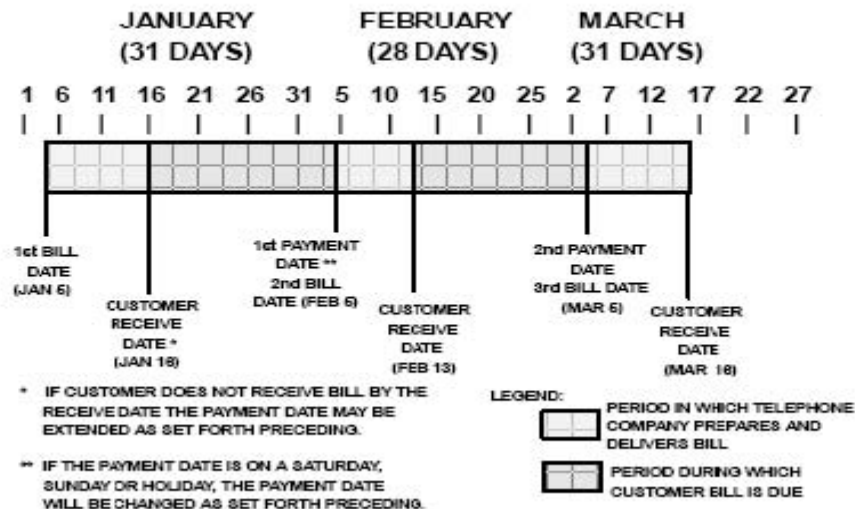 JANUARY
(31 DAYS)
FEBRUARY
(28 DAYS)
MARCH
(31 DAYS)
1 6 11 16 21 26 31 5 10 15 20 25 2 7 12 17 22 27
1st BILL
DATE
(JAN 5)
CUSTOMER
RECEIVE
DATE *
(JAN 16)
1st PAYMENT
DATE **
2nd BILL
DATE (FEB 5)
CUSTOMER
RECEIVE
DATE
(FEB 13)
2nd PAYMENT
DATE
3rd BILL DATE
(MAR 5)
CUSTOMER
RECEIVE
DATE
(MAR 16)
* IF CUSTOMER DOES NOT RECEIVE BILL BY THE
RECEIVE DATE THE PAYMENT DATE MAY BE
EXTENDED AS SET FORTH PRECEDING.
** IF THE PAYMENT DATE IS ON A SATURDAY,
SUNDAY OR HOLIDAY, THE PAYMENT DATE
WILL BE CHANGED AS SET FORTH PRECEDING.
LEGEND:
PERIOD IN WHICH TELEPHONE
COMPANY PREPARES AND
DELIVERS BILL
PERIOD DURING WHICH
CUSTOMER BILL IS DUE